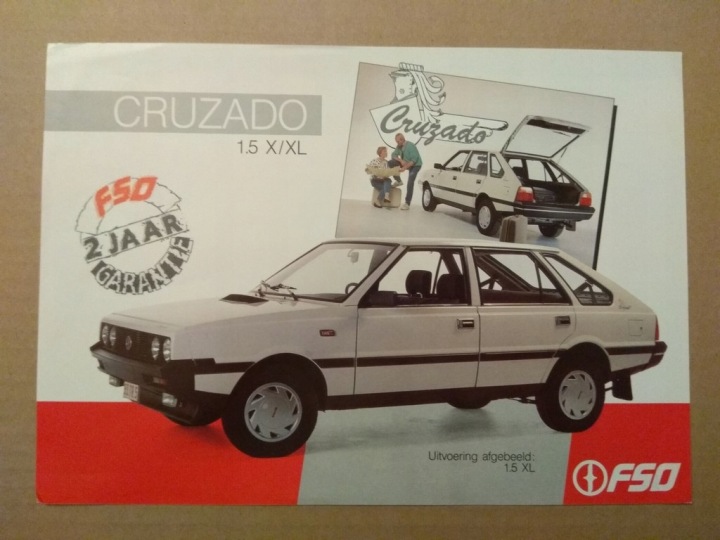 CRUZADO
1.5 X/XL
Cruzado
FSO
2 JAAR
GARANTIE
Uitvoering afgebeeld:
1.5 XL
FSO